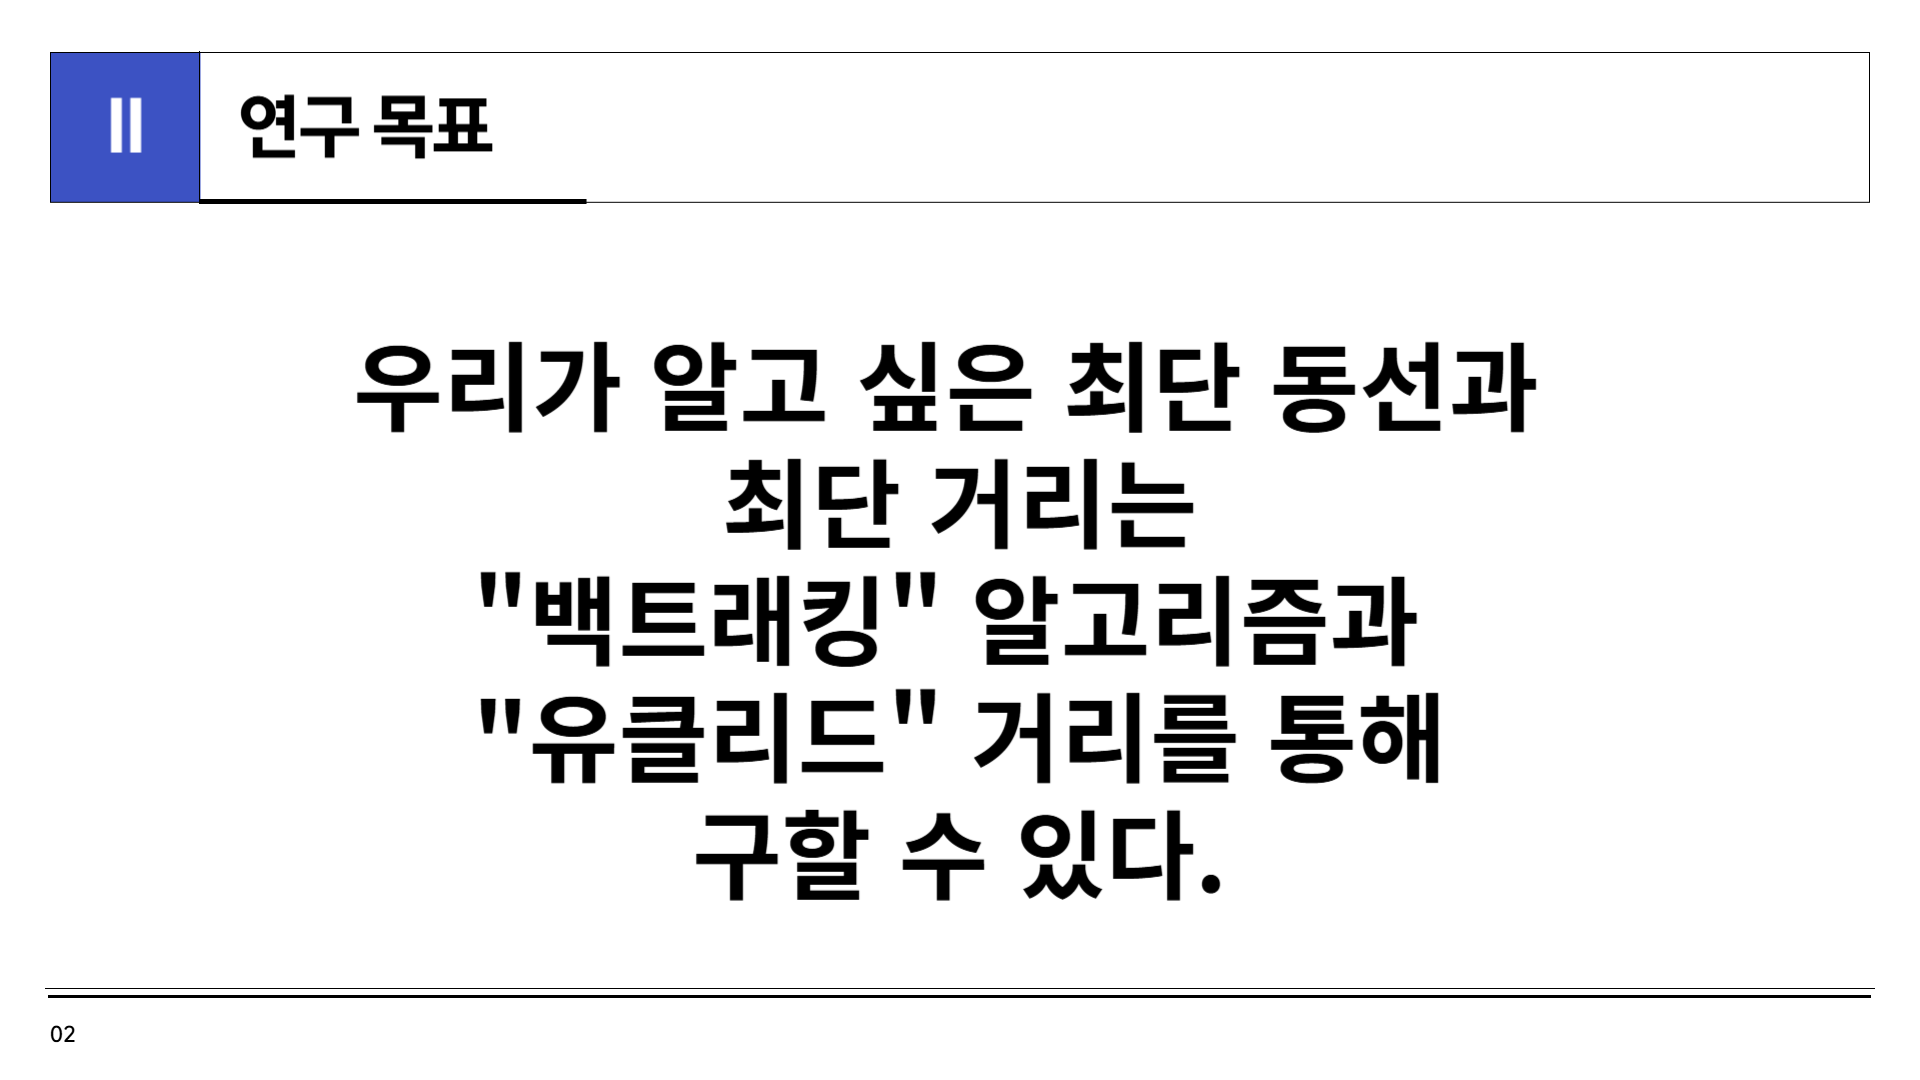 II
연구 목표
우리가 알고 싶은 최단 동선과
최단 거리는
"백트래킹" 알고리즘과
"유클리드" 거리를 통해
구할 수 있다.
02